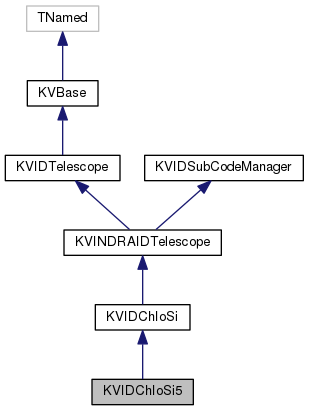 TNamed
KVBase
KVIDTelescope
KVIDSubCodeManager
KVINDRAIDTelescope
KVIDChIoSi
KVIDChIoSi5